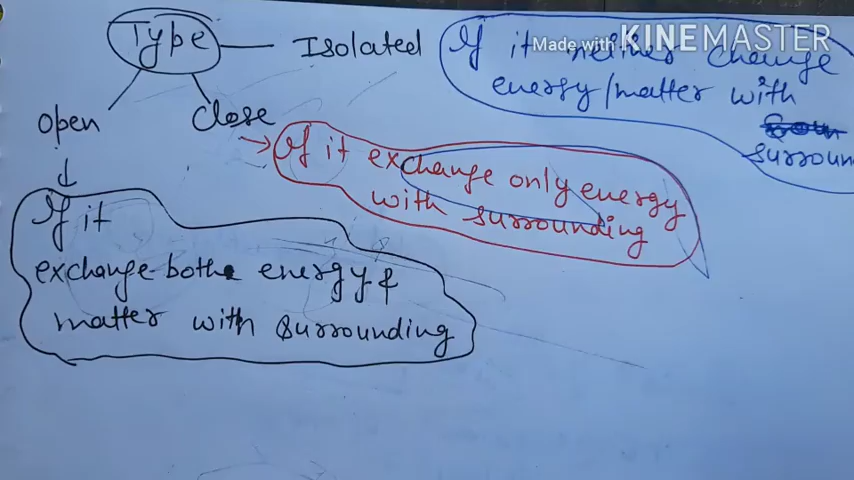 Type
Isolated
If it neither change
energy/matter with
surroun
Made with KINEMASTER
open
close
If it exchange only energy
with surrounding
If it
exchange both energy &
matter with surrounding